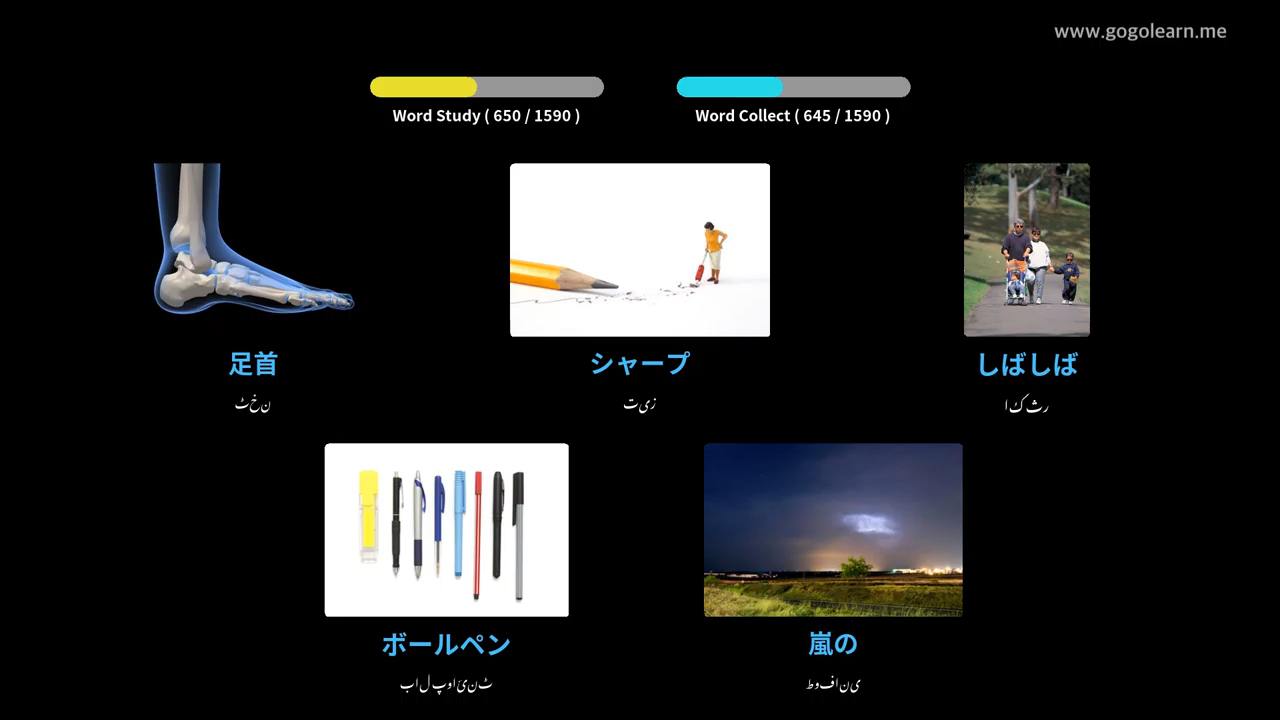 www.gogolearn.me
Word Study ( 650 / 1590 )
Word Collect ( 645 / 1590 )
足首
ٹخن
シャープ
تیز
しばしば
اکثر
ボールペン
بال پوائنٹ
嵐の
طوفانی